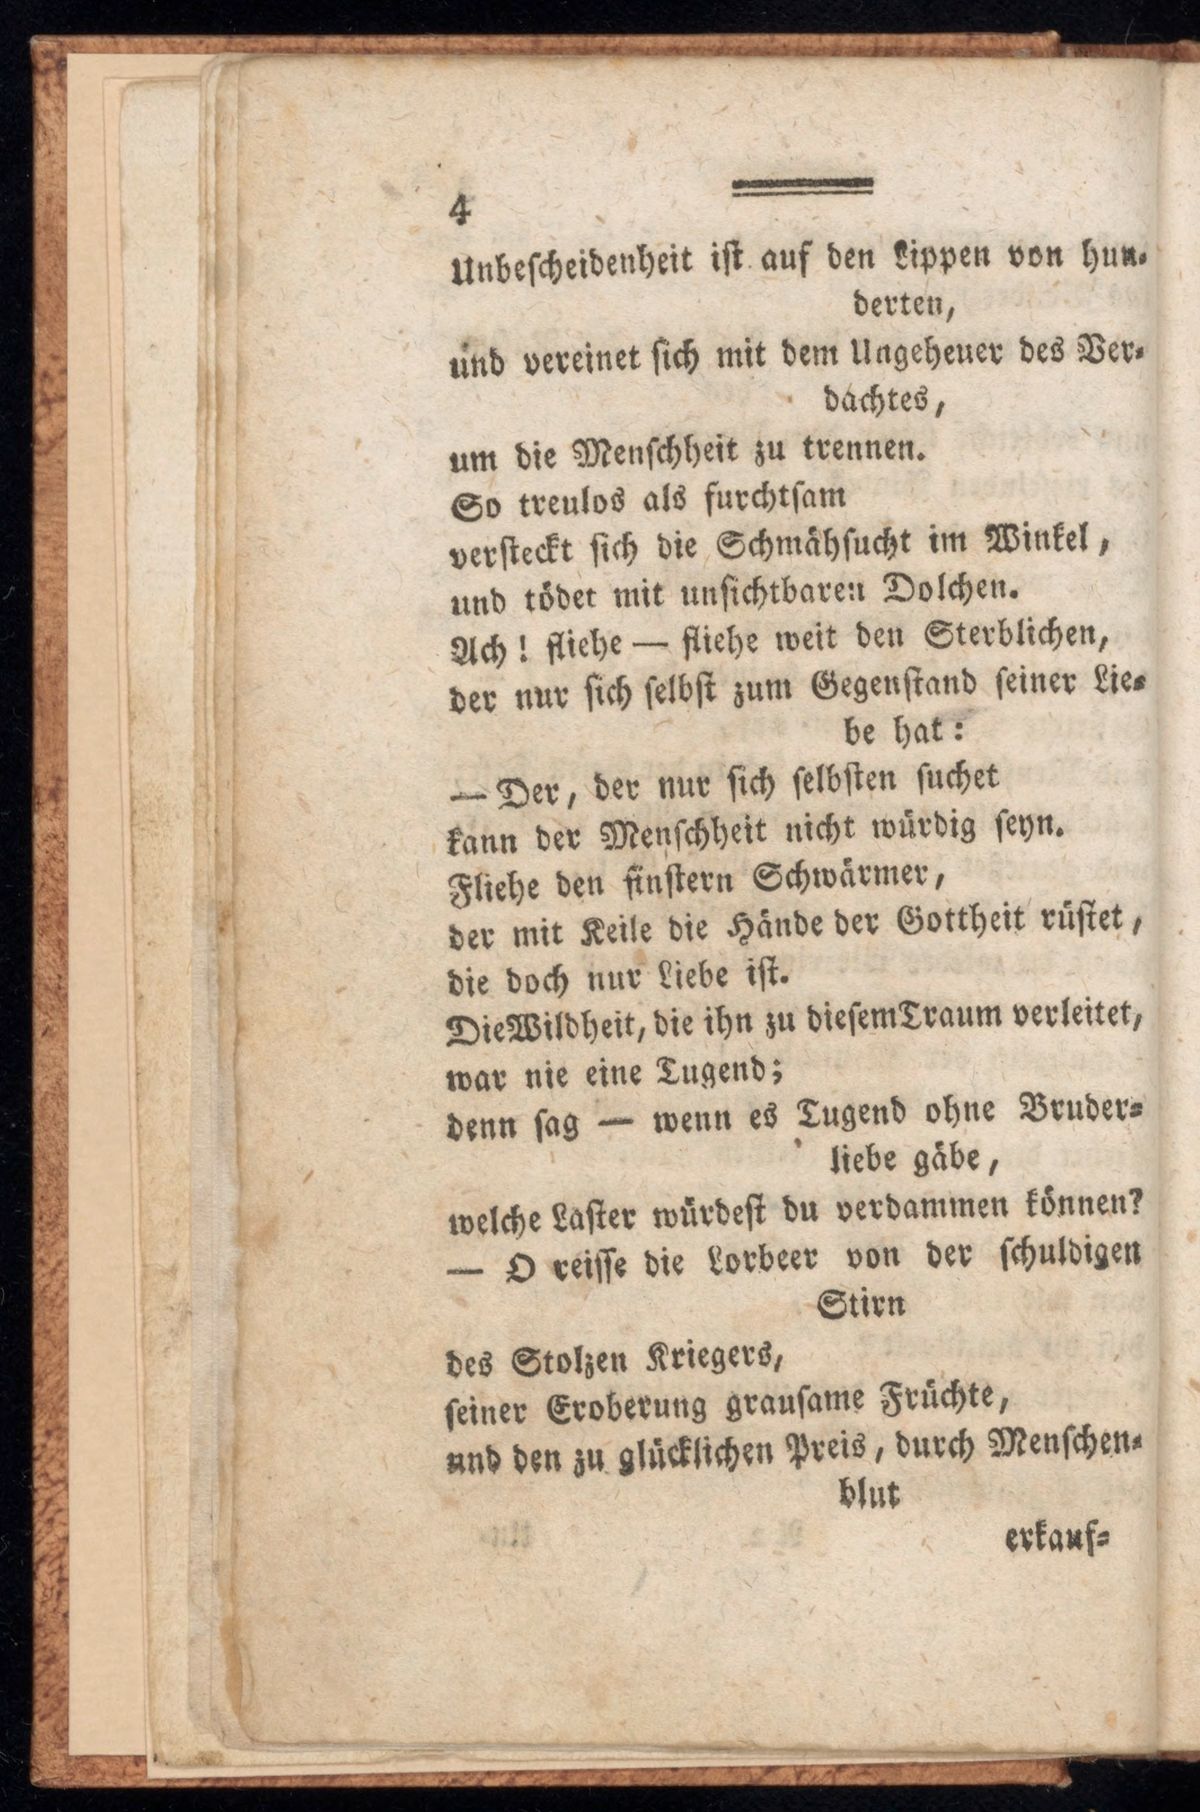 4
Unbescheidenheit ist auf den Lippen von hun-
derten,
und vereinet sich mit dem Ungeheuer des Ver-
dachtes,
um die Menschheit zu trennen.
So treulos als furchtsam
versteckt sich die Schmähsucht im Winkel,
und tödet mit unsichtbaren Dolchen.
Ach! fliehe — fliehe weit den Sterblichen,
der nur sich selbst zum Gegenstand seiner Lie-
be hat:
— Der, der nur sich selbsten suchet
kann der Menschheit nicht würdig seyn.
Fliehe den finstern Schwärmer,
der mit Keile die Hände der Gottheit rüstet,
die doch nur Liebe ist.
Die Wildheit, die ihn zu diesem Traum verleitet,
war nie eine Tugend;
denn sag — wenn es Tugend ohne Bruder-
liebe gäbe,
welche Laster würdest du verdammen können?
— O reisse die Lorbeer von der schuldigen
Stirn
des Stolzen Kriegers,
seiner Eroberung grausame Früchte,
und den zu glücklichen Preis, durch Menschen-
blut
erkauf-